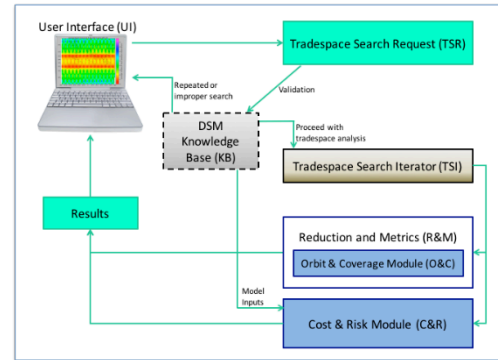 User Interface (UI)
Tradespace Search Request (TSR)
Repeated or
improper search
Validation
DSM
Knowledge
Base (KB)
Proceed with
tradespace analysis
Tradespace Search Iterator (TSI)
Results
Reduction and Metrics (R&M)
Orbit & Coverage Module (O&C)
Model
Inputs
Cost & Risk Module (C&R)